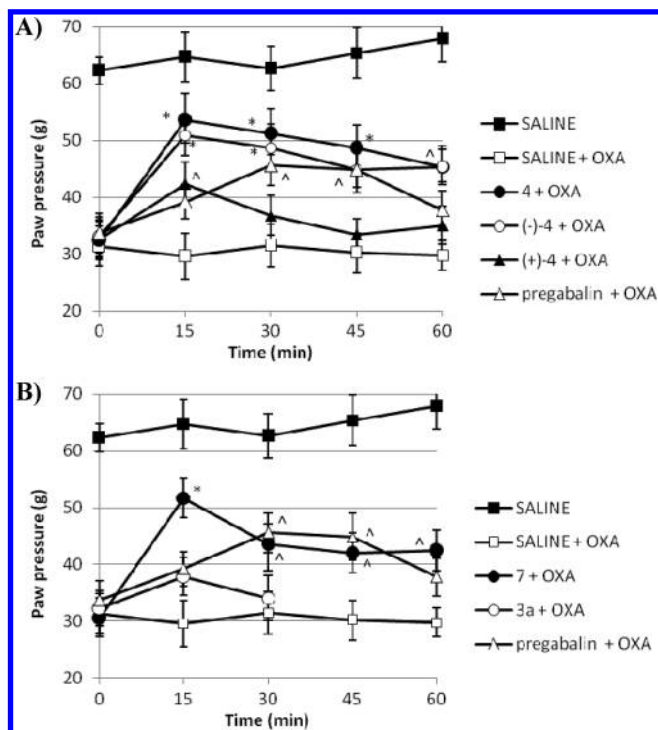 A)
70
60
50
40
30
20
Paw pressure (g)
* * * * * ^ ^ ^ ^
0 15 30 45 60
Time (min)
SALINE
SALINE + OXA
4 + OXA
(-)-4 + OXA
(+)-4 + OXA
pregabalin + OXA
B)
70
60
50
40
30
20
Paw pressure (g)
* ^ ^ ^ ^ ^
0 15 30 45 60
Time (min)
SALINE
SALINE + OXA
7 + OXA
3a + OXA
pregabalin + OXA